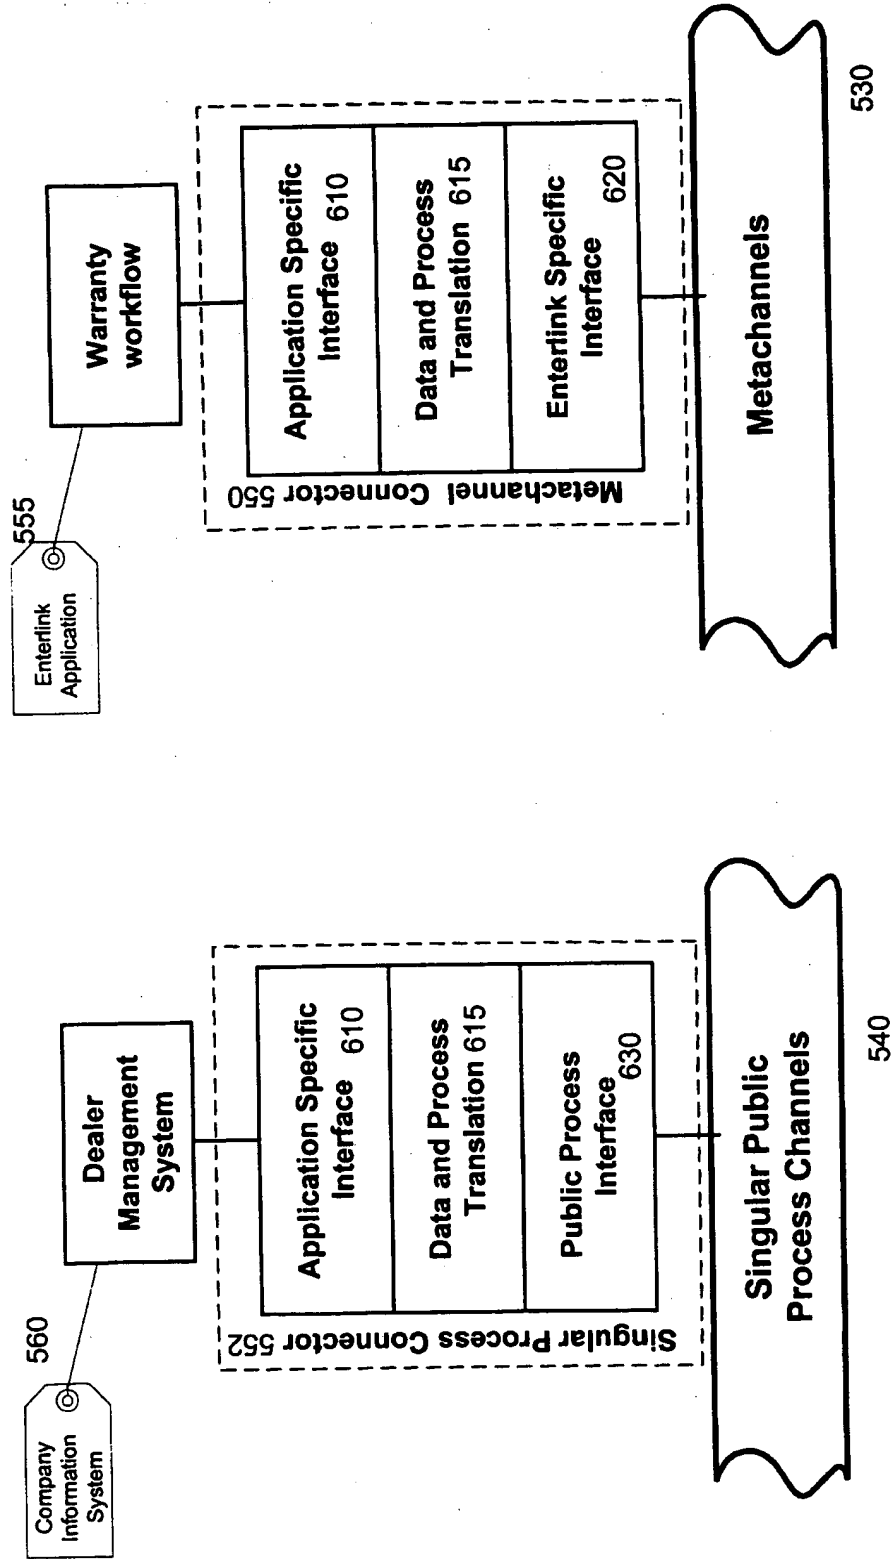 Company
Information
System
560
Dealer
Management
System
Singular Process Connector 552
Application Specific
Interface 610
Data and Process
Translation 615
Public Process
Interface
630
Singular Public
Process Channels
540
Enterlink
Application
555
Warranty
workflow
Metachannel Connector 550
Application Specific
Interface 610
Data and Process
Translation 615
Enterlink Specific
Interface
620
Metachannels
530